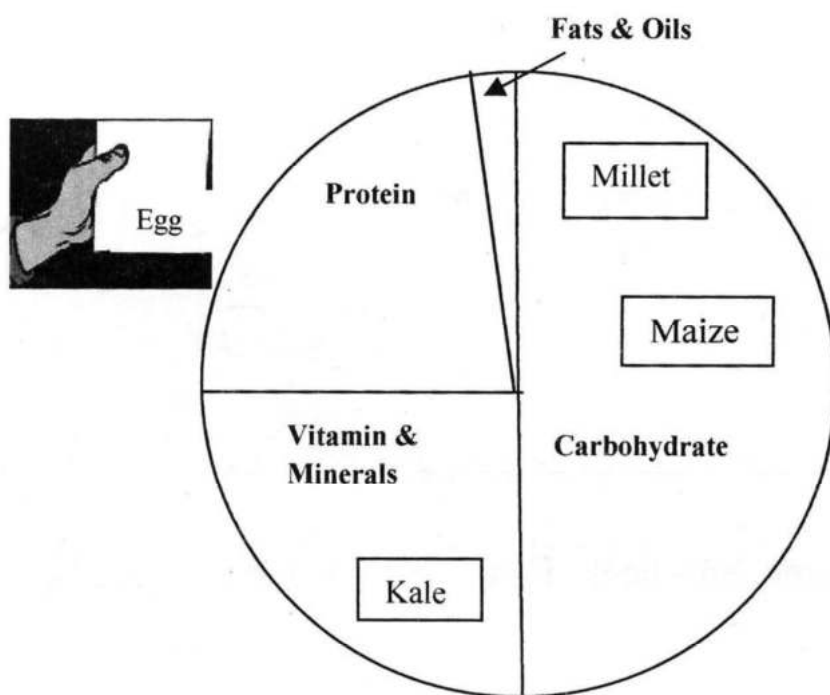 Fats & Oils
Millet
Protein
Egg
Maize
Vitamin &
Minerals
Carbohydrate
Kale